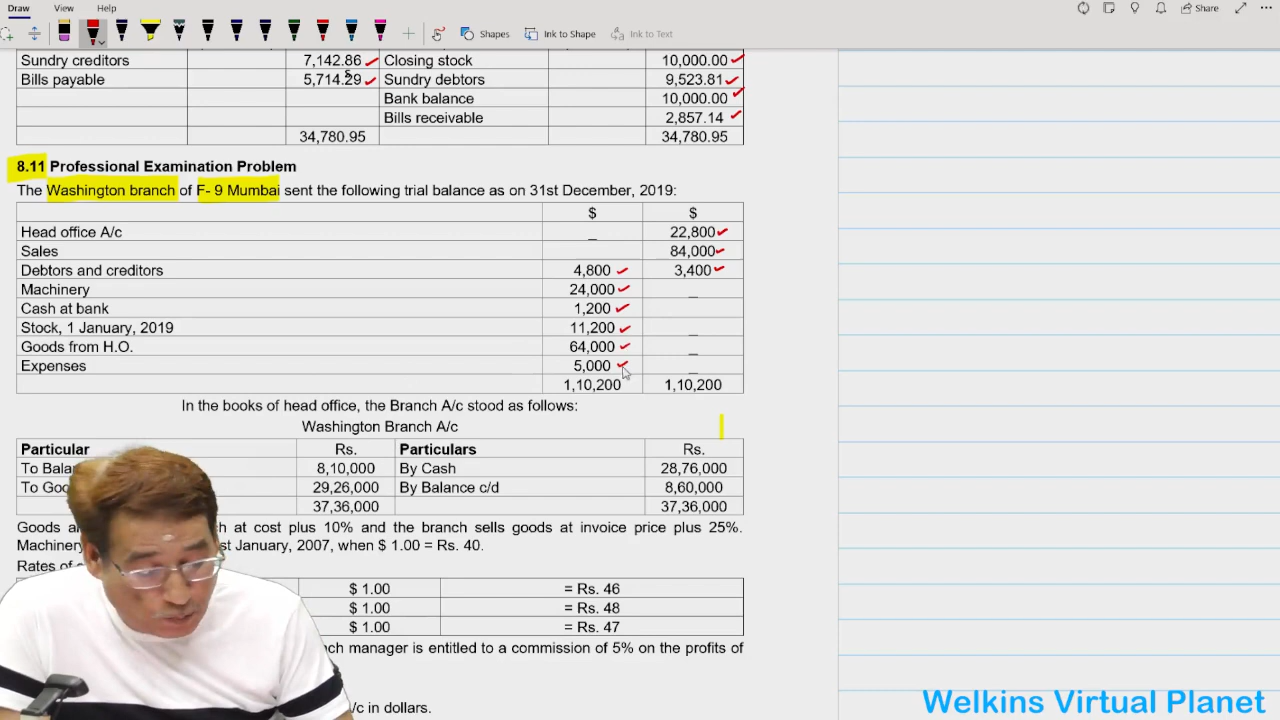 Draw View Help
Share
Shapes Ink to Shape Ink to Text
Sundry creditors 7,142.86 Closing stock 10,000.00
Bills payable 5,714.29 Sundry debtors 9,523.81
Bank balance 10,000.00
Bills receivable 2,857.14
34,780.95 34,780.95
8.11 Professional Examination Problem
The Washington branch of F- 9 Mumbai sent the following trial balance as on 31st December, 2019:
$ $
Head office A/c _ 22,800
Sales 84,000
Debtors and creditors 4,800 3,400
Machinery 24,000 _
Cash at bank 1,200
Stock, 1 January, 2019 11,200 _
Goods from H.O. 64,000 _
Expenses 5,000 _
1,10,200 1,10,200
In the books of head office, the Branch A/c stood as follows:
Washington Branch A/c
Particular Rs. Particulars Rs.
To 8,10,000 By Cash 28,76,000
To 29,26,000 By Balance c/d 8,60,000
37,36,000 37,36,000
Goods at cost plus 10% and the branch sells goods at invoice price plus 25%.
Machinery January, 2007, when $ 1.00 = Rs. 40.
Rates of
$ 1.00 = Rs. 46
$ 1.00 = Rs. 48
$ 1.00 = Rs. 47
manager is entitled to a commission of 5% on the profits of
/c in dollars.
Welkins Virtual Planet